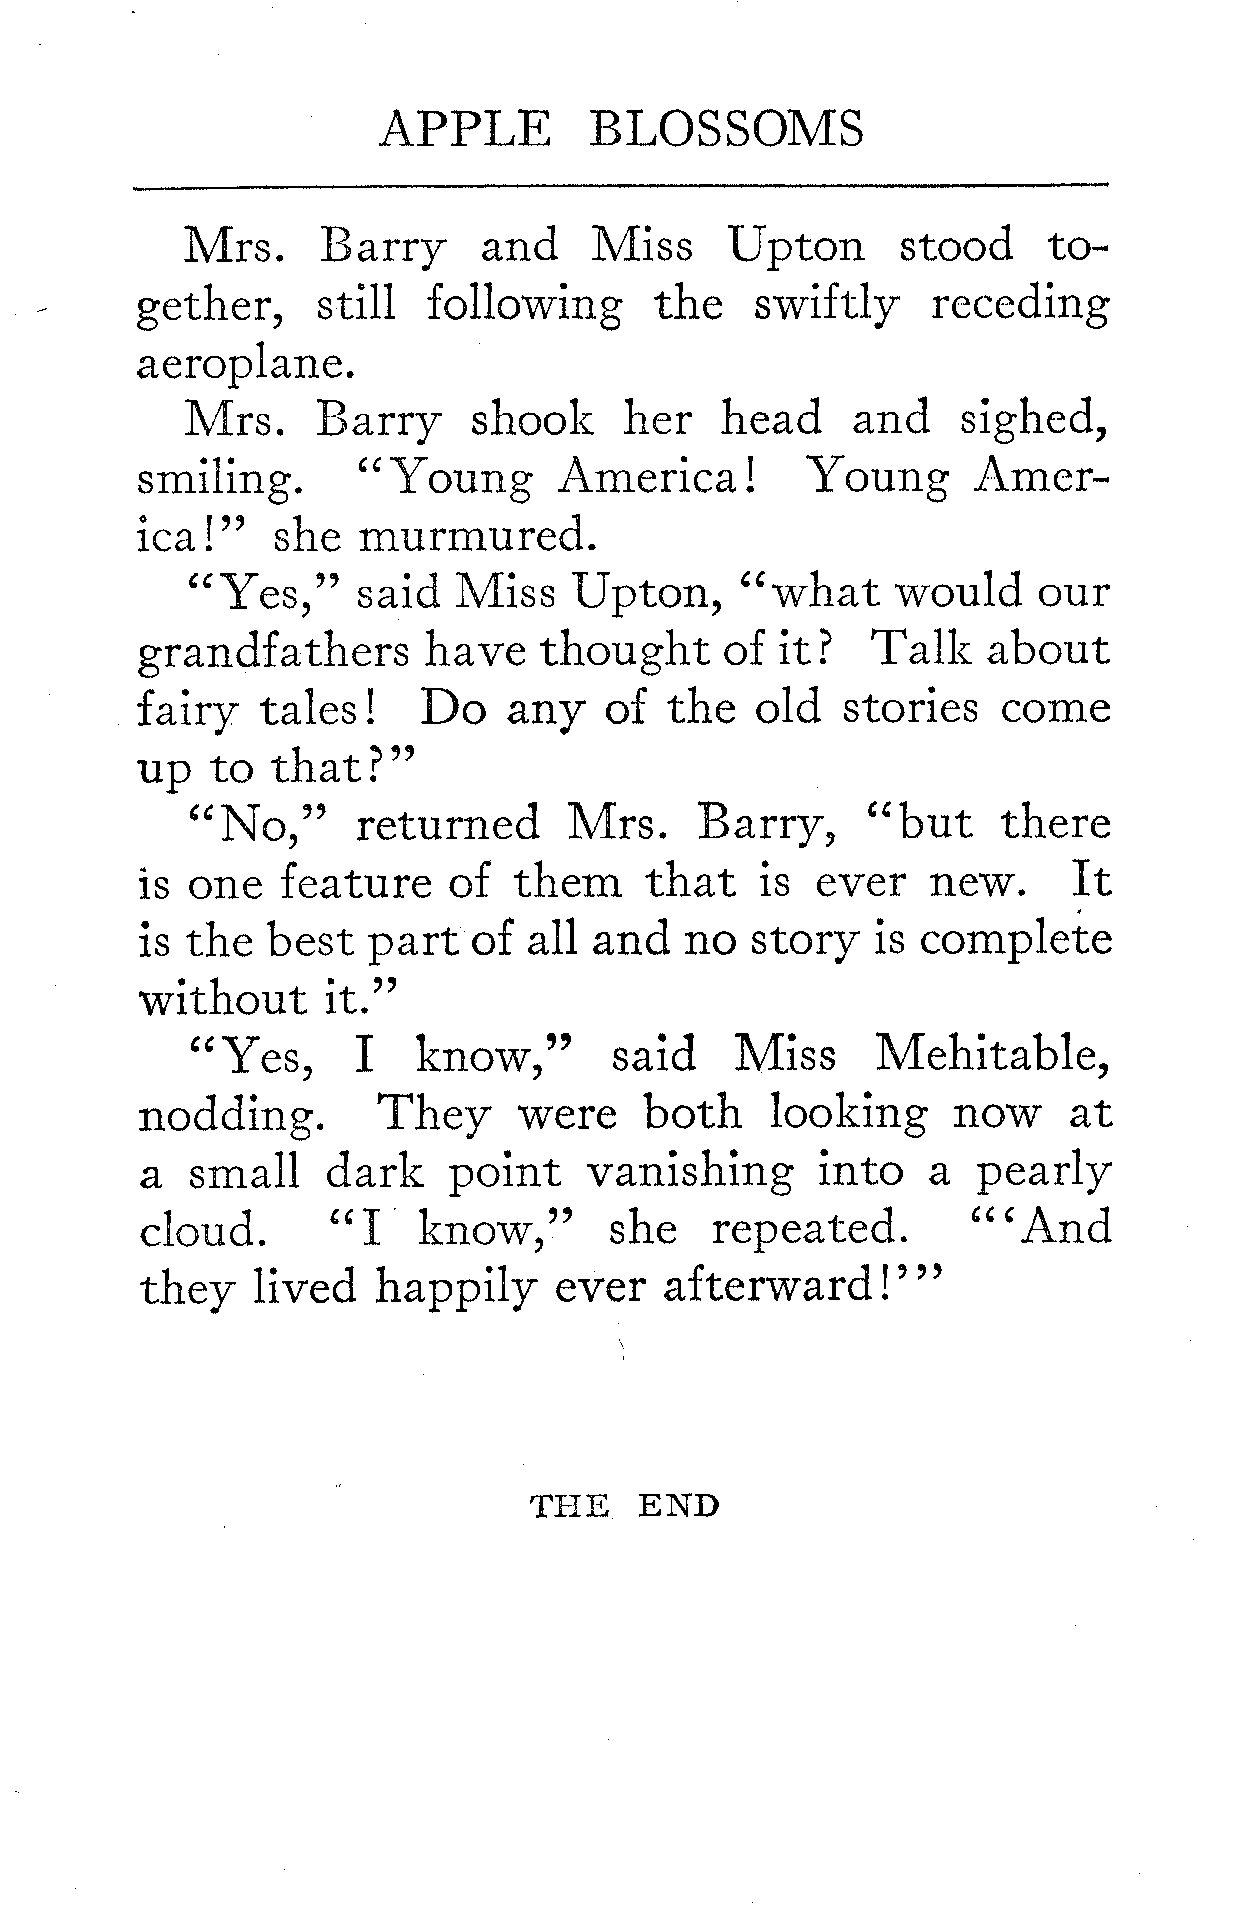 APPLE BLOSSOMS
Mrs. Barry and Miss Upton stood to-
gether, still following the swiftly receding
aeroplane.
Mrs. Barry shook her head and sighed,
smiling. “Young America! Young Amer-
ica!” she murmured.
“Yes,” said Miss Upton, “what would our
grandfathers have thought of it? Talk about
fairy tales! Do any of the old stories come
up to that?”
“No,” returned Mrs. Barry, “but there
is one feature of them that is ever new. It
is the best part of all and no story is complete
without it.”
“Yes, I know,” said Miss Mehitable,
nodding. They were both looking now at
a small dark point vanishing into a pearly
cloud. “I know,” she repeated. “‘And
they lived happily ever afterward!’”
THE END